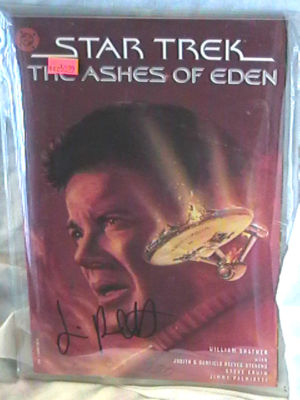 STAR TREK
THE ASHES OF EDEN
WILLIAM SHATNER
with
JUDITH & GARFIELD REEVES-STEVENS
STEVE ERWIN
JIMMY PALMIOTTI